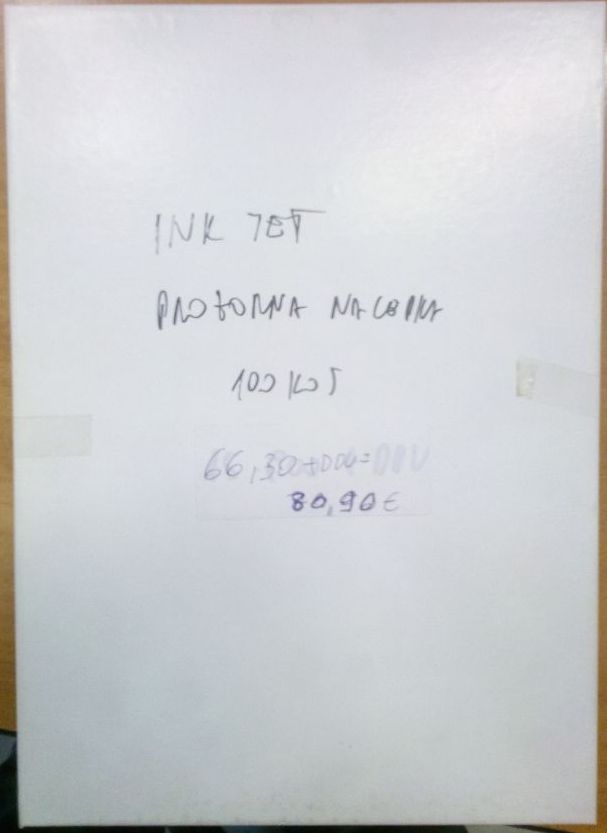 INK JET
PROZORNA NALEPKA
100 KOS
66,30+DDV=
80,90€